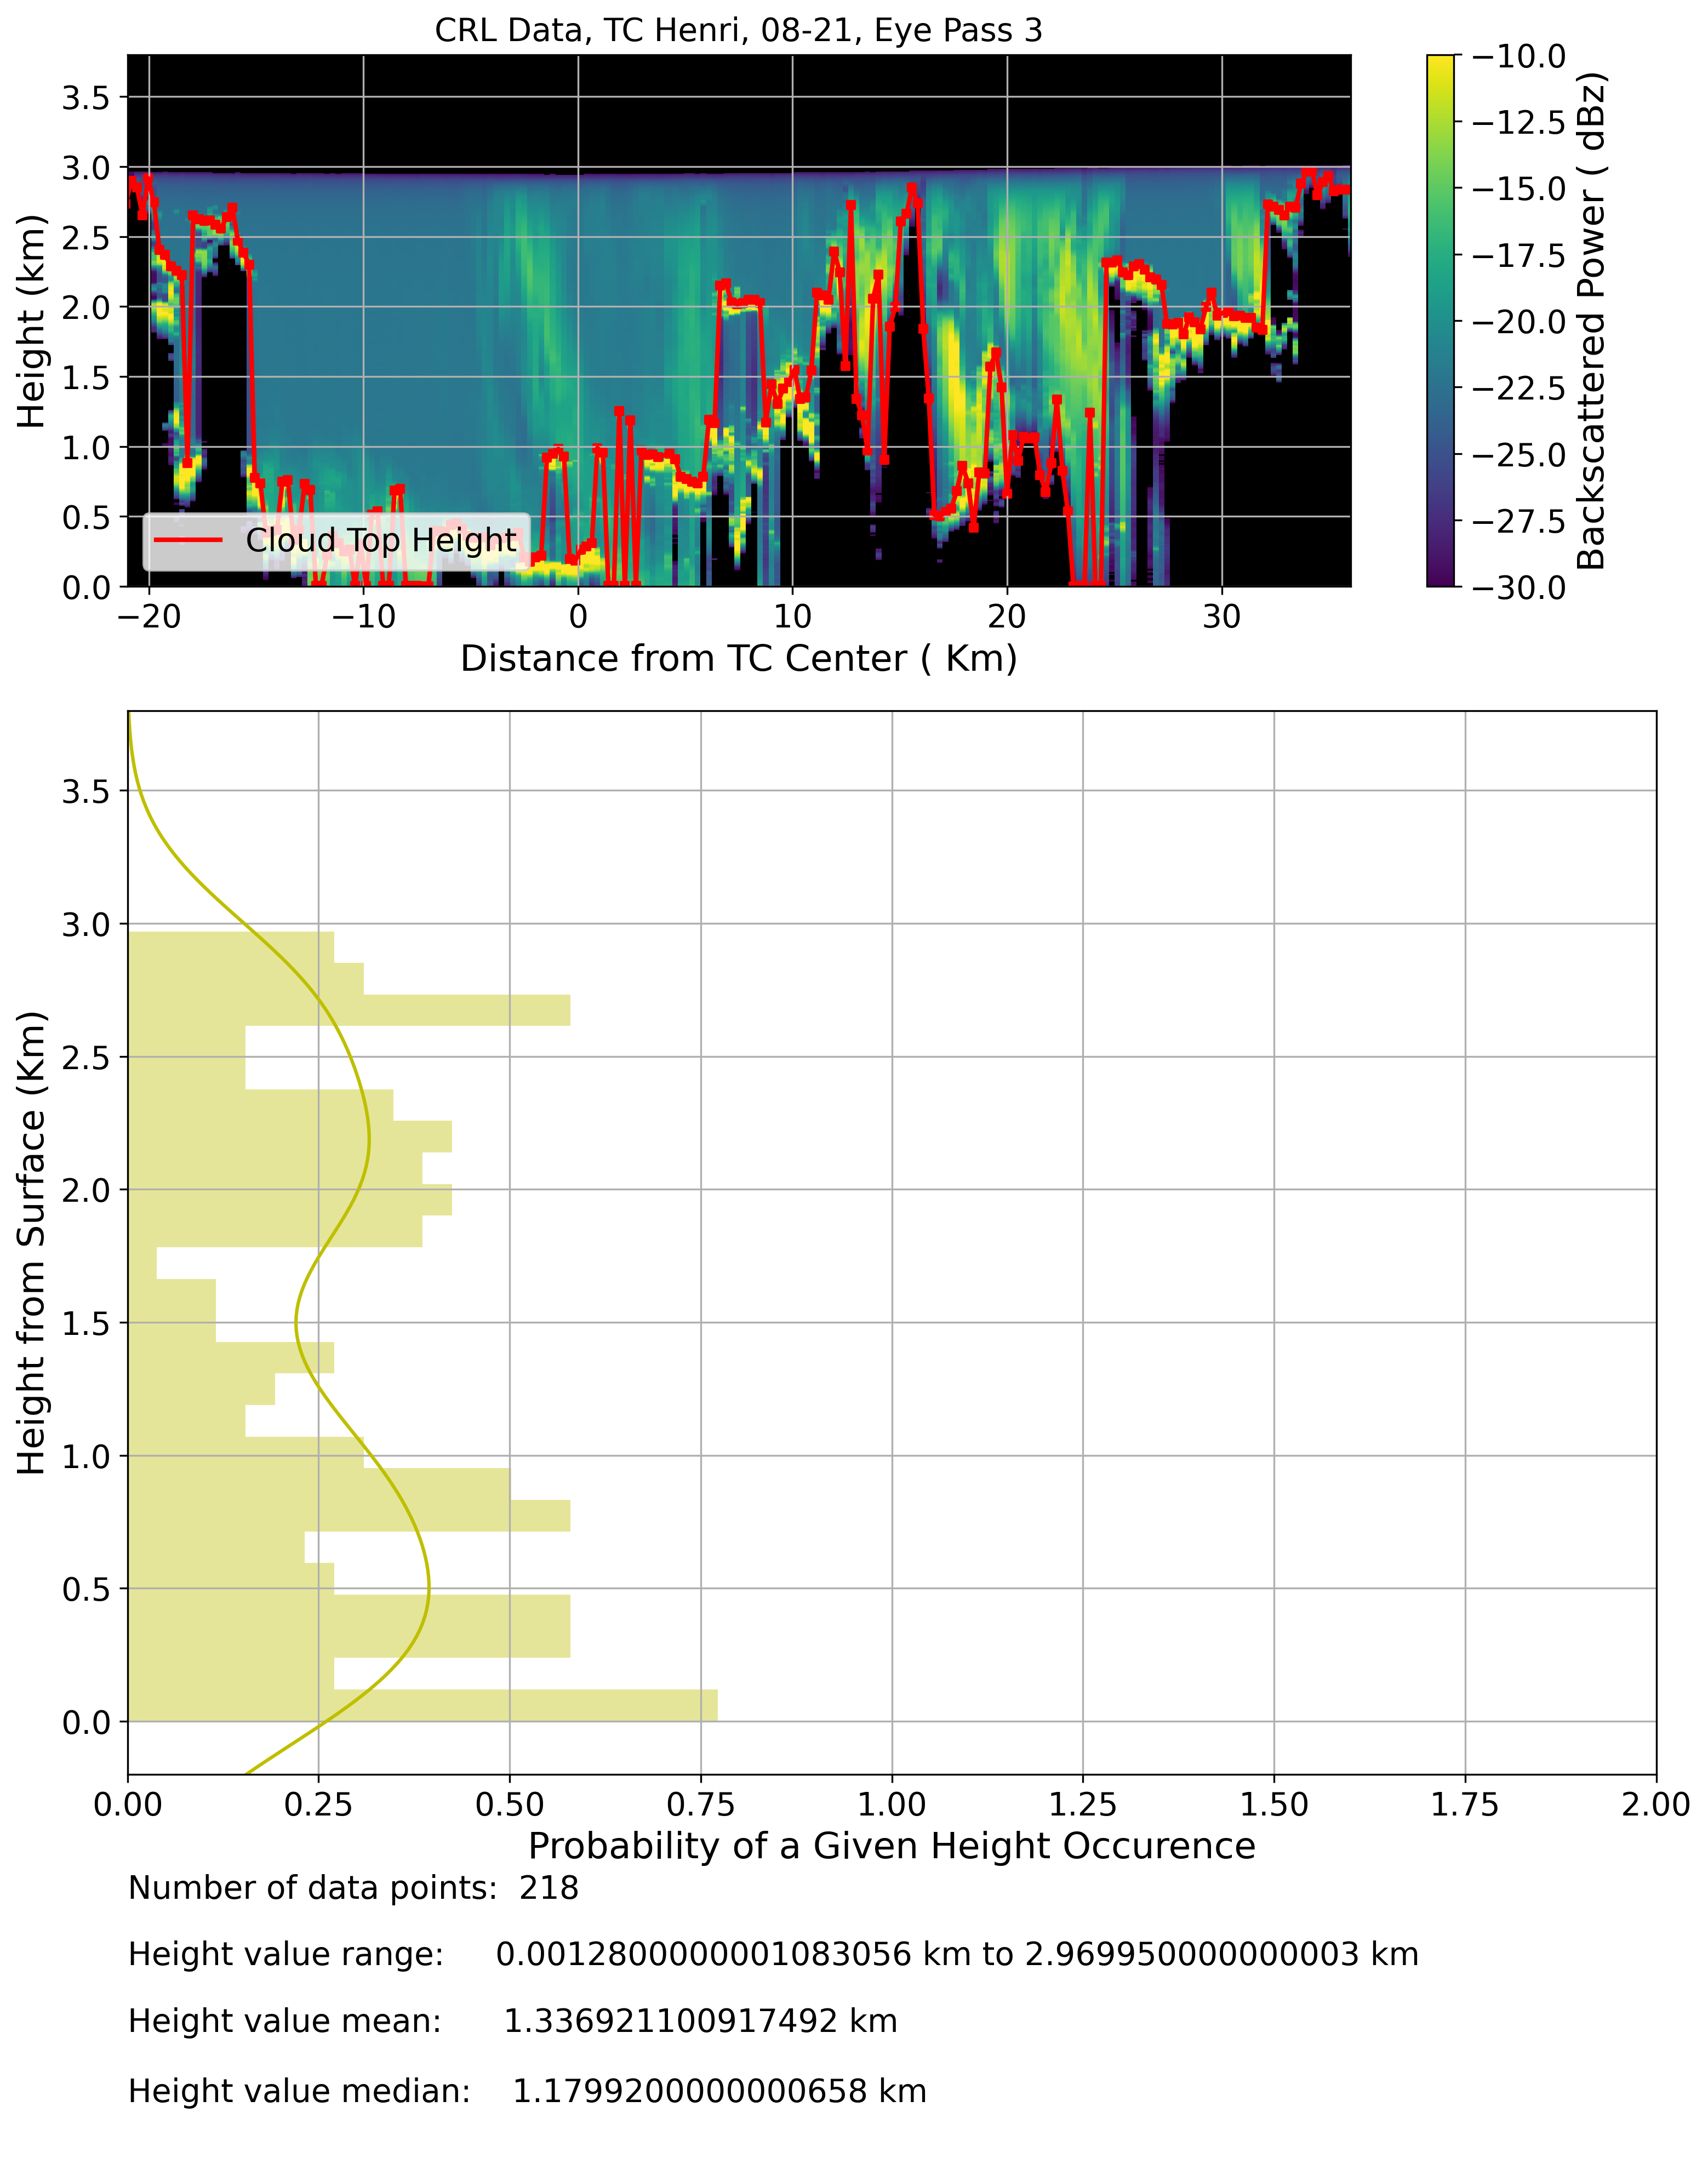 CRL Data, TC Henri, 08-21, Eye Pass 3
Height (km)
3.5
3.0
2.5
2.0
1.5
1.0
0.5
0.0
Cloud Top Height
−20 −10 0 10 20 30
Distance from TC Center ( Km)
−10.0
−12.5
−15.0
−17.5
−20.0
−22.5
−25.0
−27.5
−30.0
Backscattered Power ( dBz)
Height from Surface (Km)
3.5
3.0
2.5
2.0
1.5
1.0
0.5
0.0
0.00 0.25 0.50 0.75 1.00 1.25 1.50 1.75 2.00
Probability of a Given Height Occurence
Number of data points: 218
Height value range: 0.0012800000001083056 km to 2.969950000000003 km
Height value mean: 1.336921100917492 km
Height value median: 1.1799200000000658 km